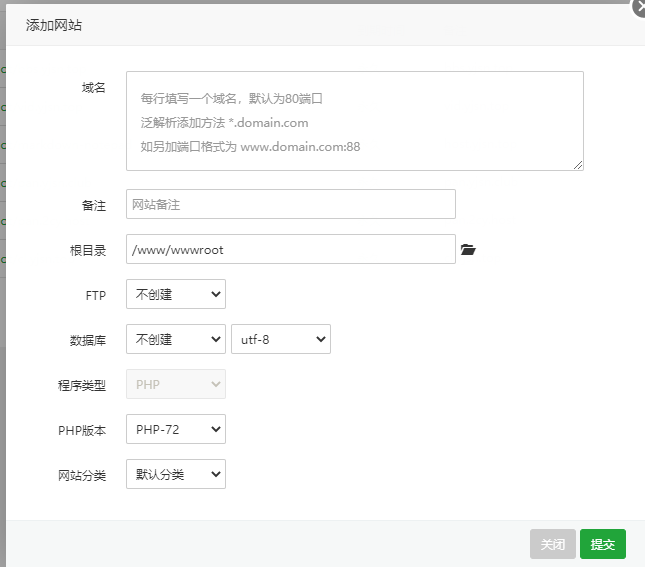 添加网站
域名
每行填写一个域名，默认为80端口
泛解析添加方法 *.domain.com
如另加端口格式为 www.domain.com:88
备注
网站备注
根目录
/www/wwwroot
FTP
不创建
数据库
不创建
utf-8
程序类型
PHP
PHP版本
PHP-72
网站分类
默认分类
关闭
提交